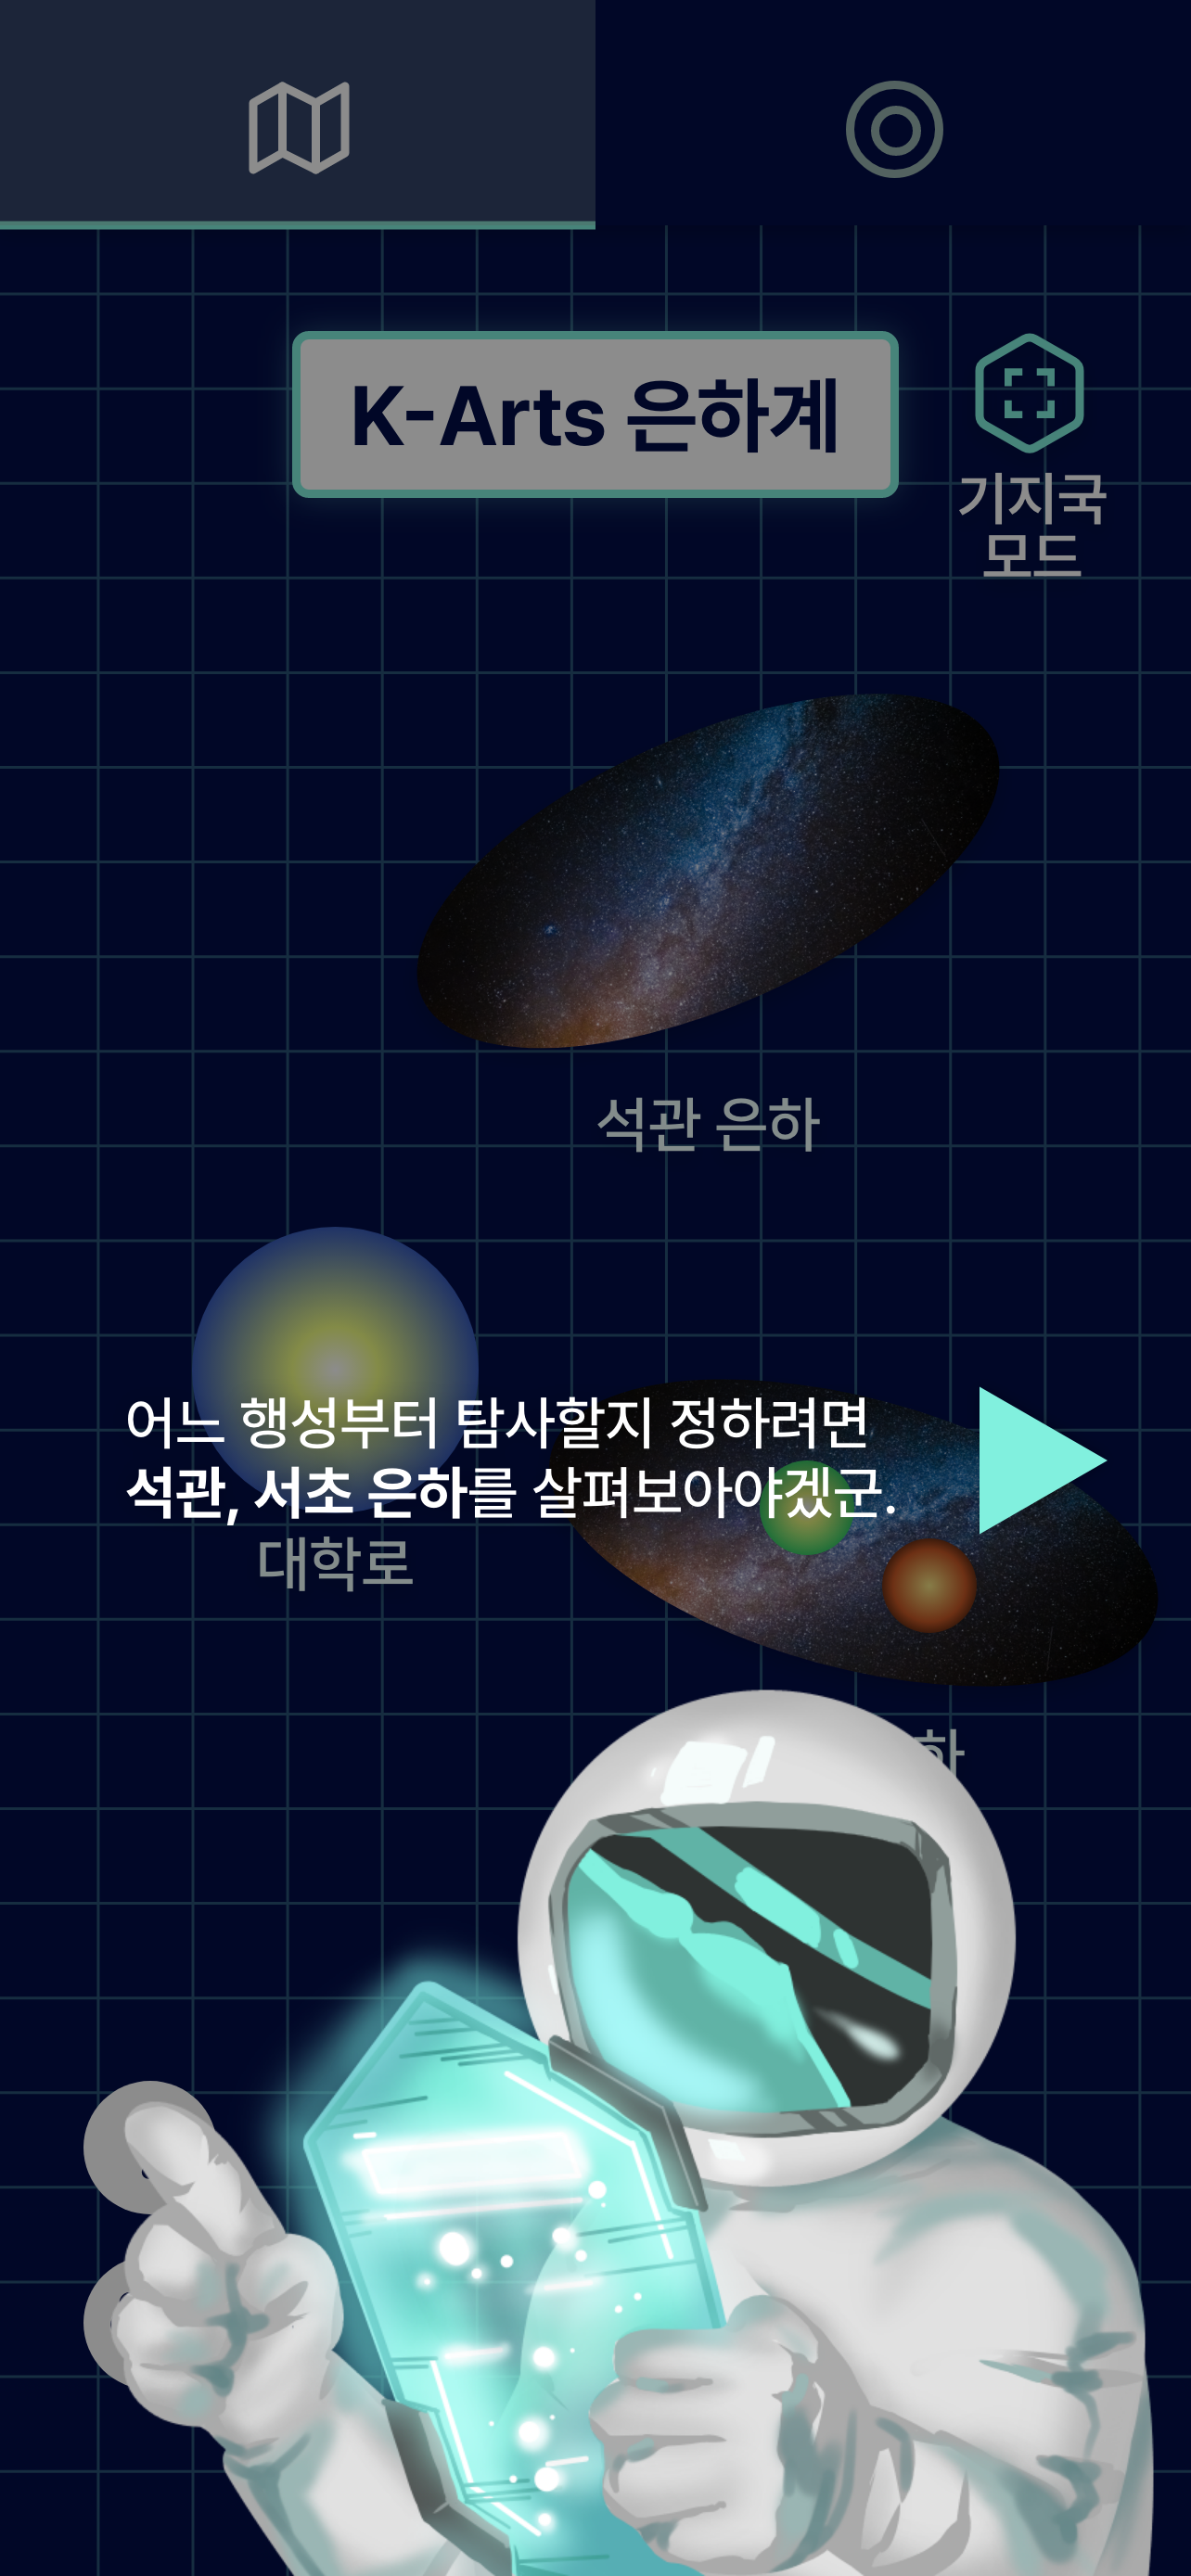 K-Arts 은하계
기지국
모드
석관 은하
어느 행성부터 탐사할지 정하려면
석관, 서초 은하를 살펴보아야겠군.
대학로
하